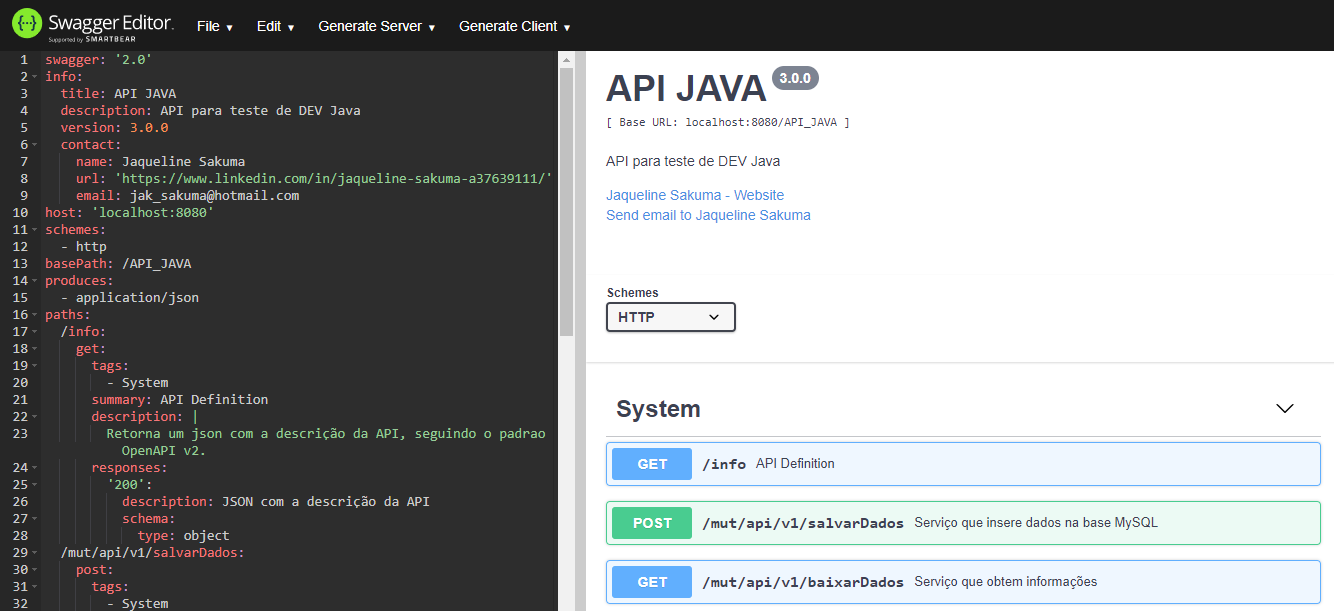 Swagger Editor.
Supported by SMARTBEAR
File ▾ Edit ▾ Generate Server ▾ Generate Client ▾
1 swagger: '2.0'
2 info:
3 title: API JAVA
4 description: API para teste de DEV Java
5 version: 3.0.0
6 contact:
7 name: Jaqueline Sakuma
8 url: 'https://www.linkedin.com/in/jaqueline-sakuma-a37639111/'
9 email: jak_sakuma@hotmail.com
10 host: 'localhost:8080'
11 schemes:
12 - http
13 basePath: /API_JAVA
14 produces:
15 - application/json
16 paths:
17 /info:
18 get:
19 tags:
20 - System
21 summary: API Definition
22 description: |
23 Retorna um json com a descrição da API, seguindo o padrao
OpenAPI v2.
24 responses:
25 '200':
26 description: JSON com a descrição da API
27 schema:
28 type: object
29 /mut/api/v1/salvarDados:
30 post:
31 tags:
32 - System
API JAVA 3.0.0
[ Base URL: localhost:8080/API_JAVA ]
API para teste de DEV Java
Jaqueline Sakuma - Website
Send email to Jaqueline Sakuma
Schemes
HTTP
System
GET /info API Definition
POST /mut/api/v1/salvarDados Serviço que insere dados na base MySQL
GET /mut/api/v1/baixarDados Serviço que obtem informações